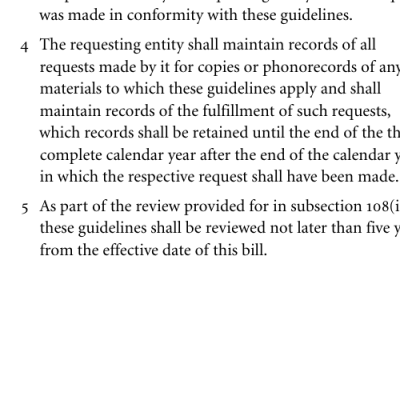 was made in conformity with these guidelines.
4 The requesting entity shall maintain records of all
requests made by it for copies or phonorecords of any
materials to which these guidelines apply and shall
maintain records of the fulfillment of such requests,
which records shall be retained until the end of the th
complete calendar year after the end of the calendar y
in which the respective request shall have been made.
5 As part of the review provided for in subsection 108(i
these guidelines shall be reviewed not later than five y
from the effective date of this bill.